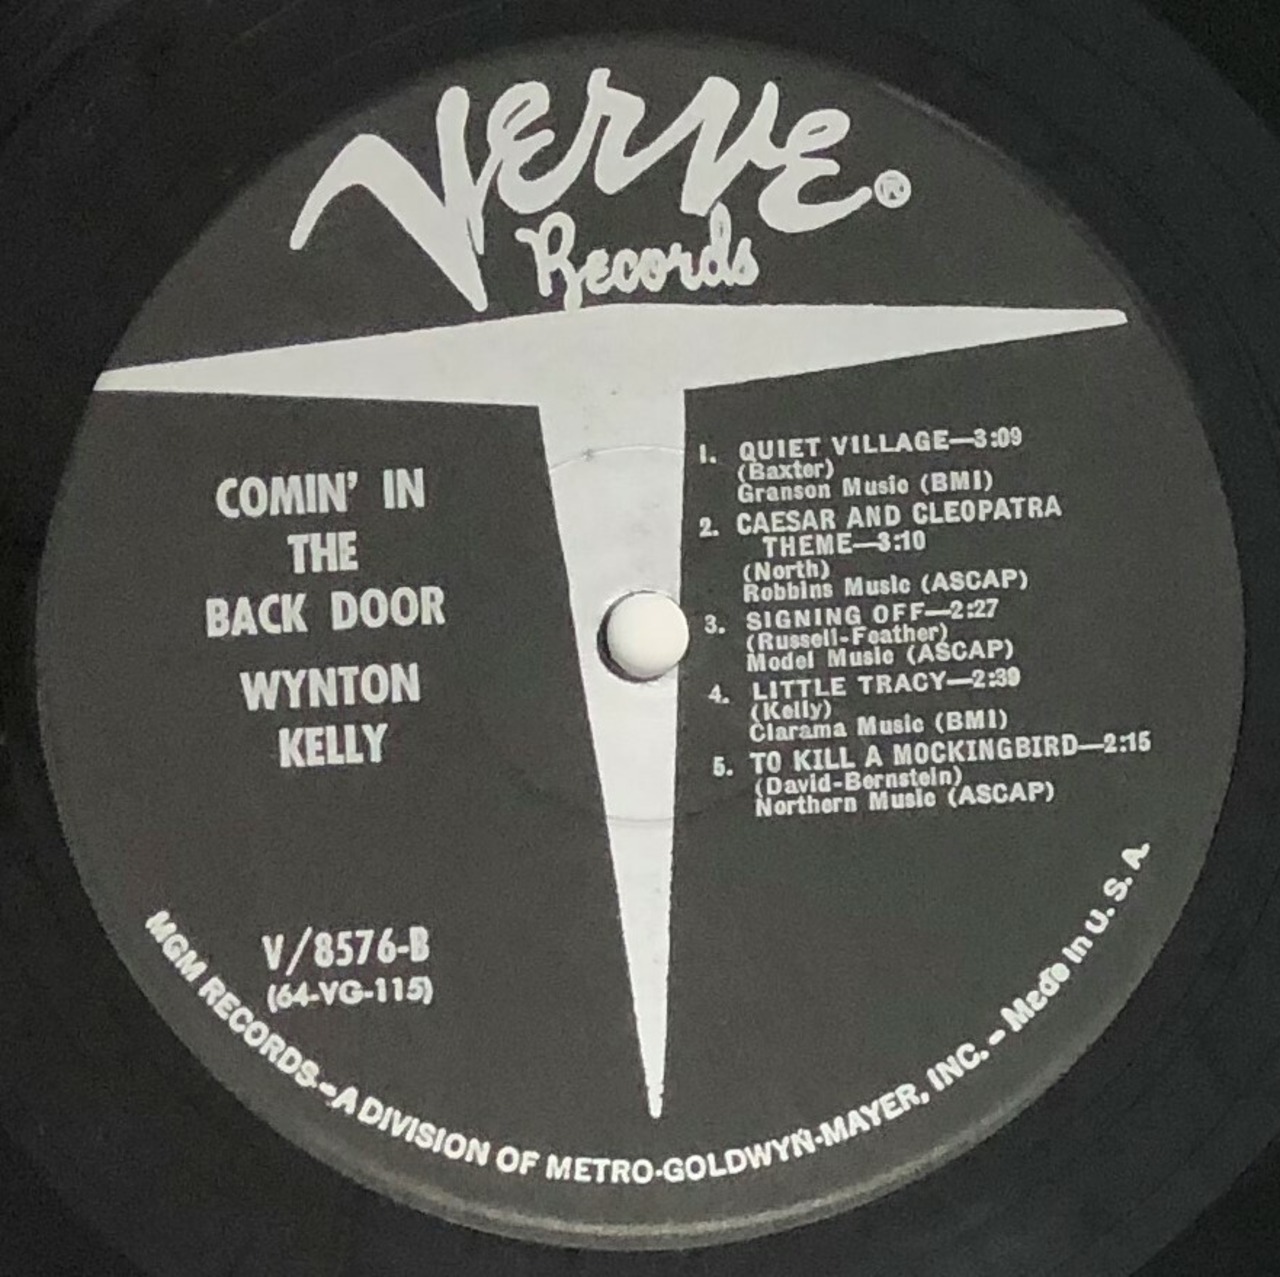 Verve®
Records
COMIN' IN
THE
BACK DOOR
WYNTON
KELLY
1. QUIET VILLAGE—3:09
(Baxter)
Granson Music (BMI)
2. CAESAR AND CLEOPATRA
THEME—3:10
(North)
Robbins Music (ASCAP)
3. SIGNING OFF—2:27
(Russell-Feather)
Model Music (ASCAP)
4. LITTLE TRACY—2:39
(Kelly)
Clarama Music (BMI)
5. TO KILL A MOCKINGBIRD—2:15
(David-Bernstein)
Northern Music (ASCAP)
V/8576-B
(64-VG-115)
MGM RECORDS-A DIVISION OF METRO-GOLDWYN-MAYER, INC. - Made in U. S. A.